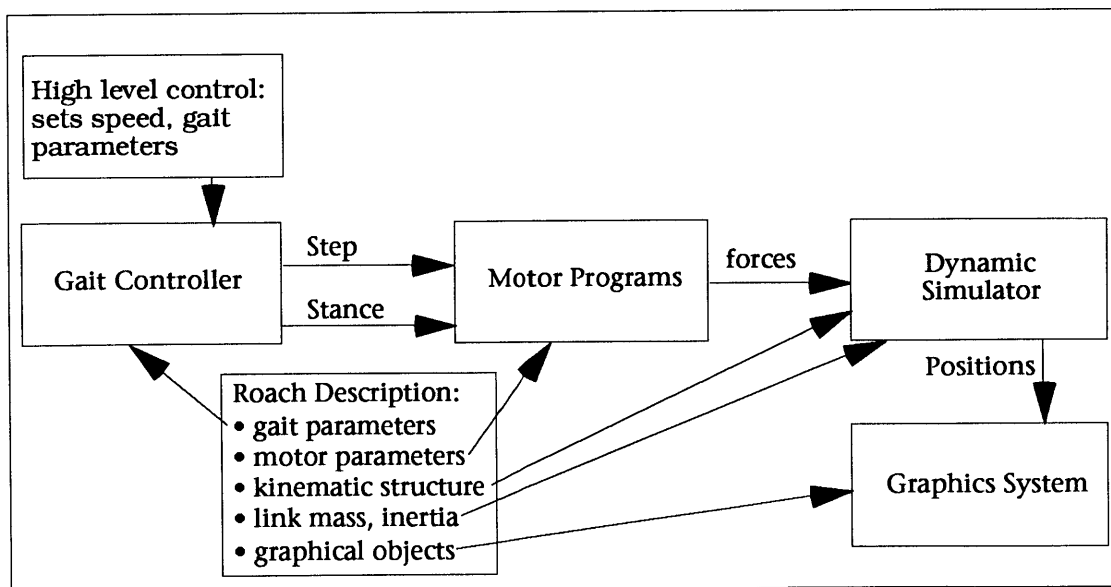 High level control:
sets speed, gait
parameters
Gait Controller
Step
Stance
Motor Programs
forces
Dynamic
Simulator
Positions
Graphics System
Roach Description:
• gait parameters
• motor parameters
• kinematic structure
• link mass, inertia
• graphical objects